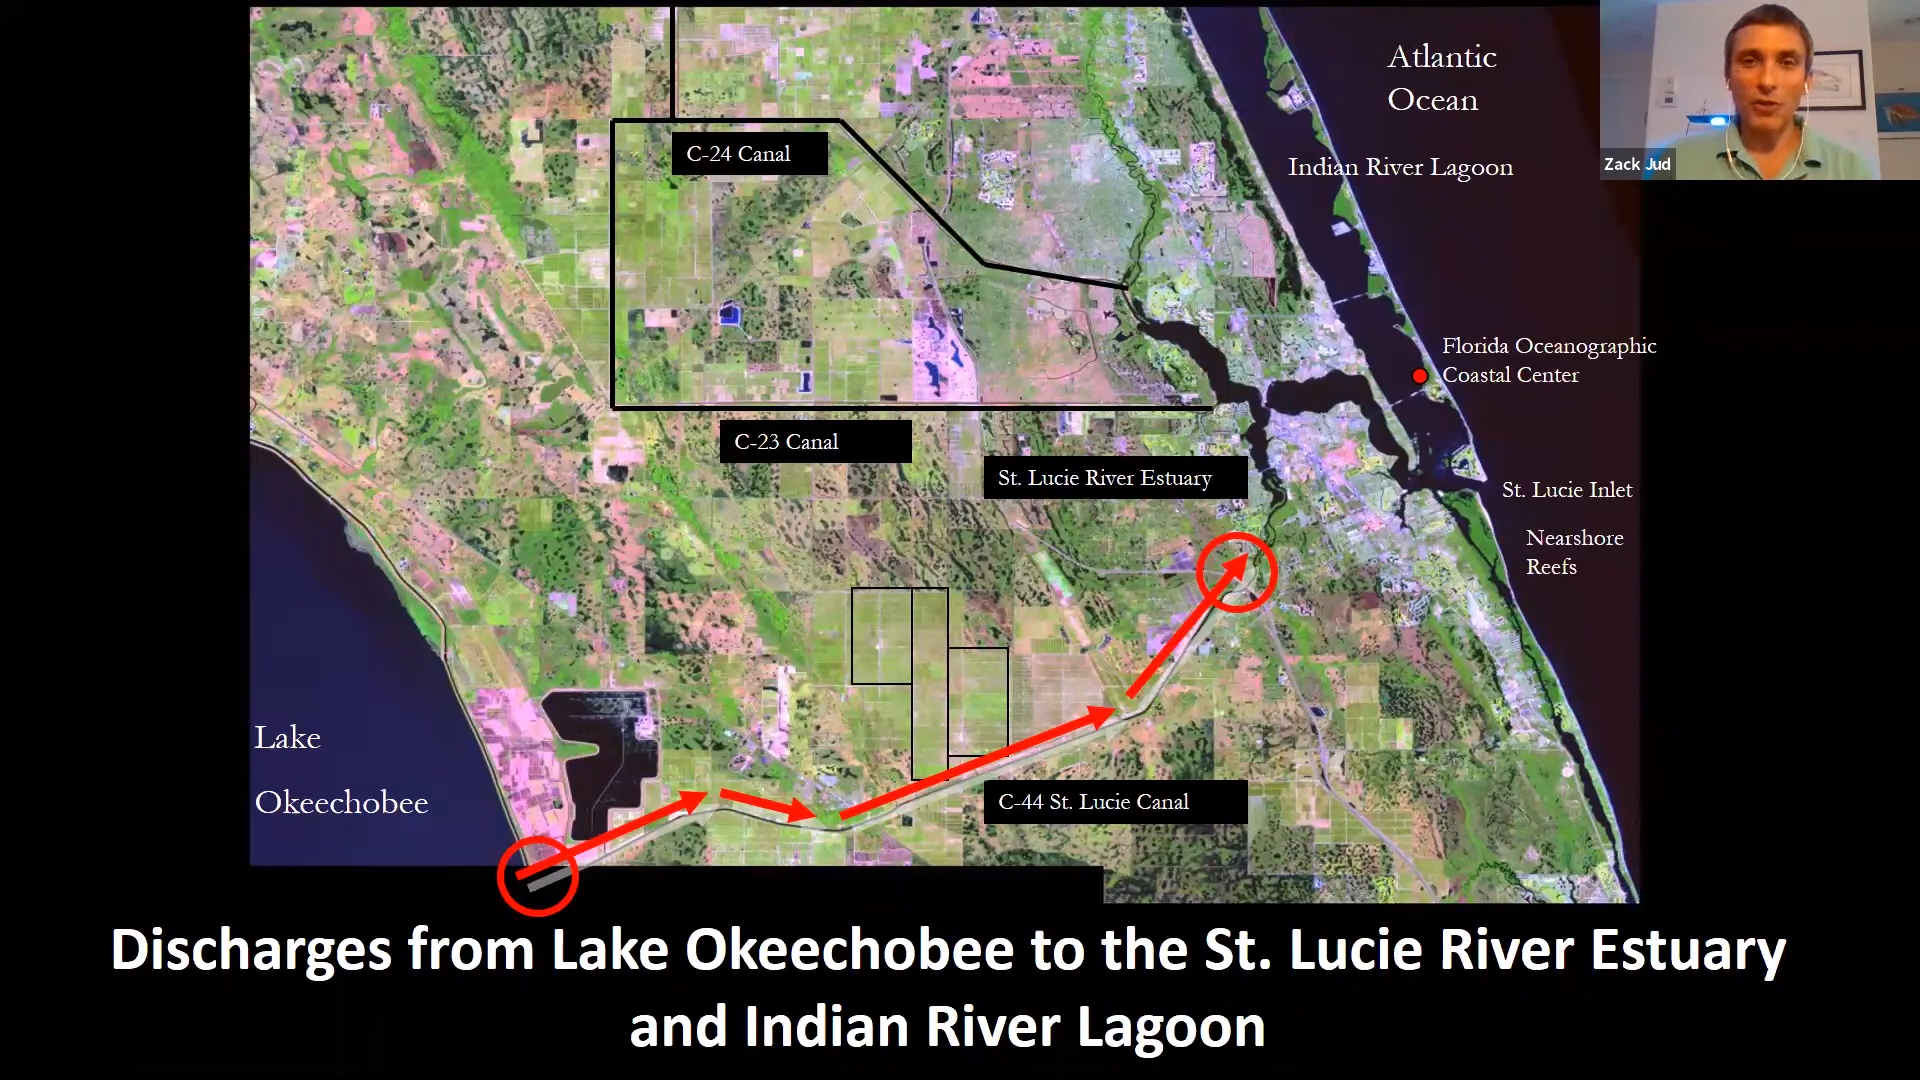 Atlantic
Ocean
Zack Jud
C-24 Canal
Indian River Lagoon
Florida Oceanographic
Coastal Center
C-23 Canal
St. Lucie River Estuary
St. Lucie Inlet
Nearshore
Reefs
Lake
Okeechobee
C-44 St. Lucie Canal
Discharges from Lake Okeechobee to the St. Lucie River Estuary
and Indian River Lagoon